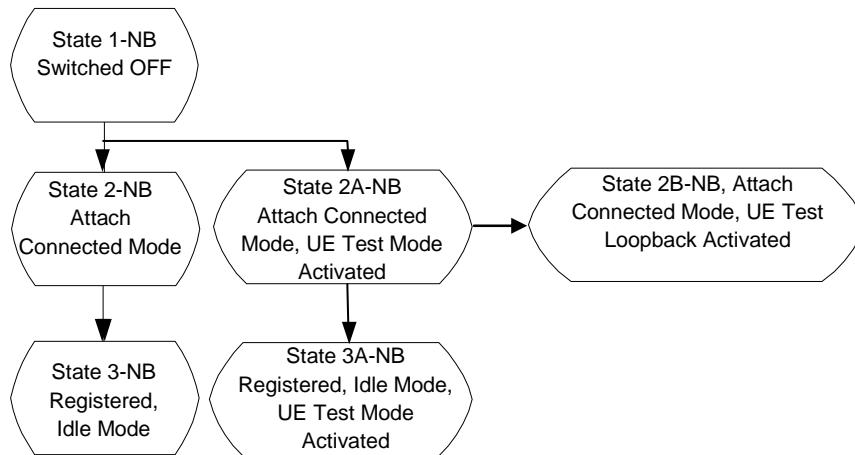 State 1-NB
Switched OFF
State 2-NB
Attach
Connected Mode
State 2A-NB
Attach Connected
Mode, UE Test Mode
Activated
State 2B-NB, Attach
Connected Mode, UE Test
Loopback Activated
State 3-NB
Registered,
Idle Mode
State 3A-NB
Registered, Idle Mode,
UE Test Mode
Activated